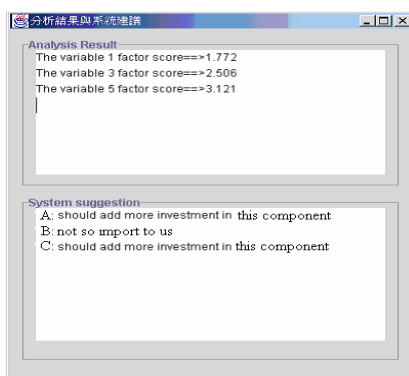 分析結果與系統建議
Analysis Result
The variable 1 factor score==>1.772
The variable 3 factor score==>2.506
The variable 5 factor score==>3.121
System suggestion
A: should add more investment in this component
B: not so import to us
C: should add more investment in this component